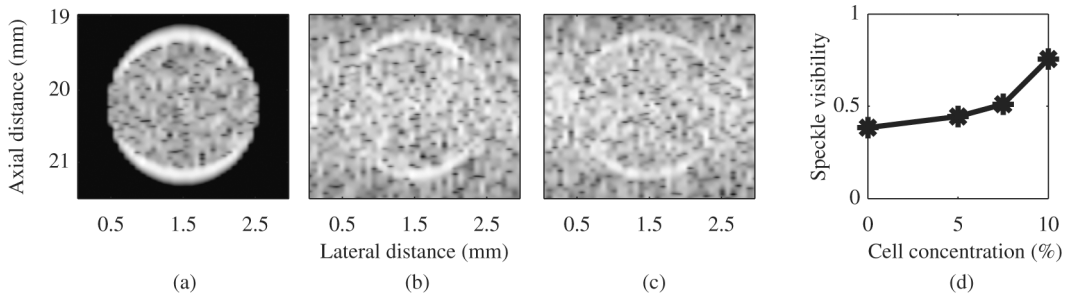 Axial distance (mm)
19
20
21
0.5 1.5 2.5
0.5 1.5 2.5
0.5 1.5 2.5
Lateral distance (mm)
(a)
(b)
(c)
Speckle visibility
1
0.5
0
0 5 10
Cell concentration (%)
(d)